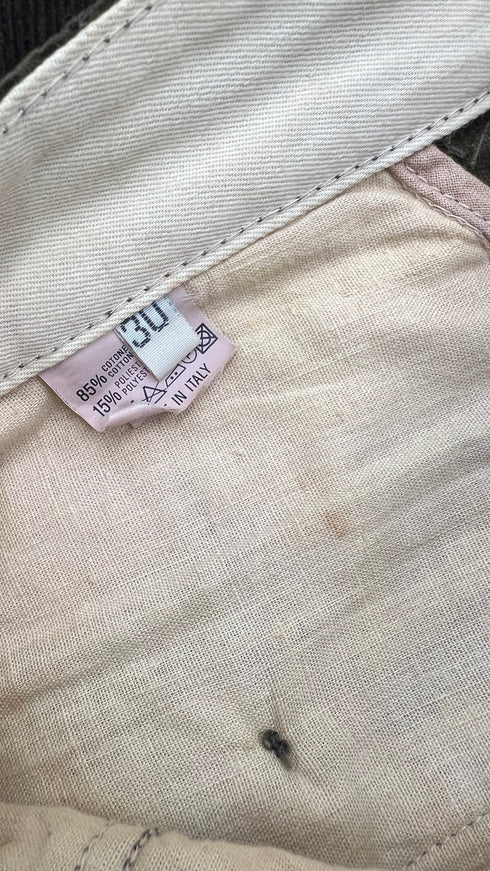 30
COTONE
85% COTTON
POLIEST
15% POLYEST
IN ITALY